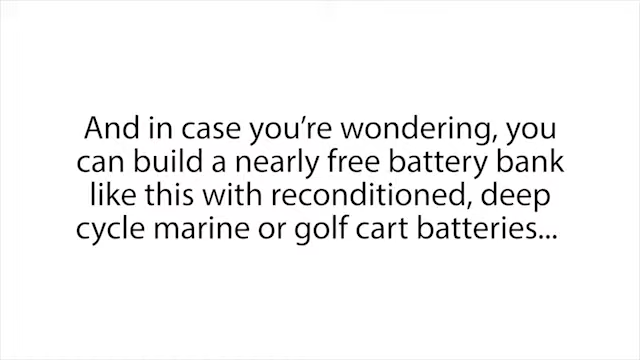 And in case you’re wondering, you
can build a nearly free battery bank
like this with reconditioned, deep
cycle marine or golf cart batteries...